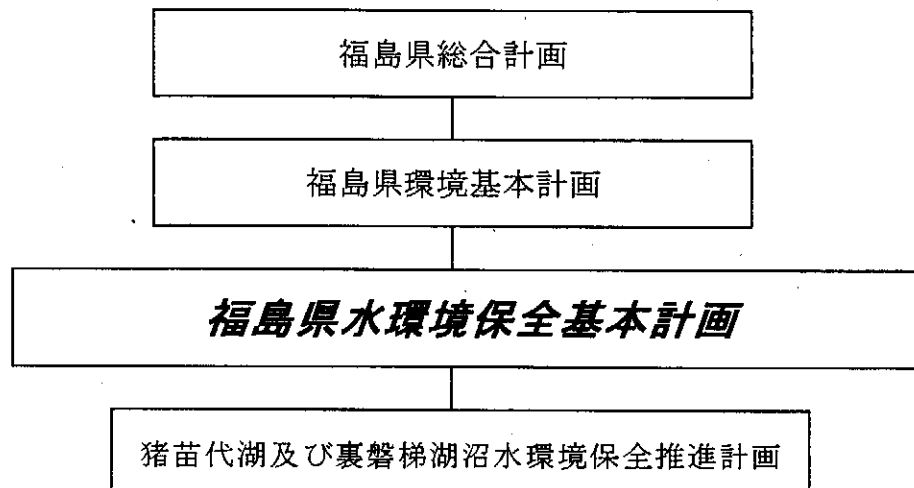 福島県総合計画
福島県環境基本計画
福島県水環境保全基本計画
猪苗代湖及び裏磐梯湖沼水環境保全推進計画